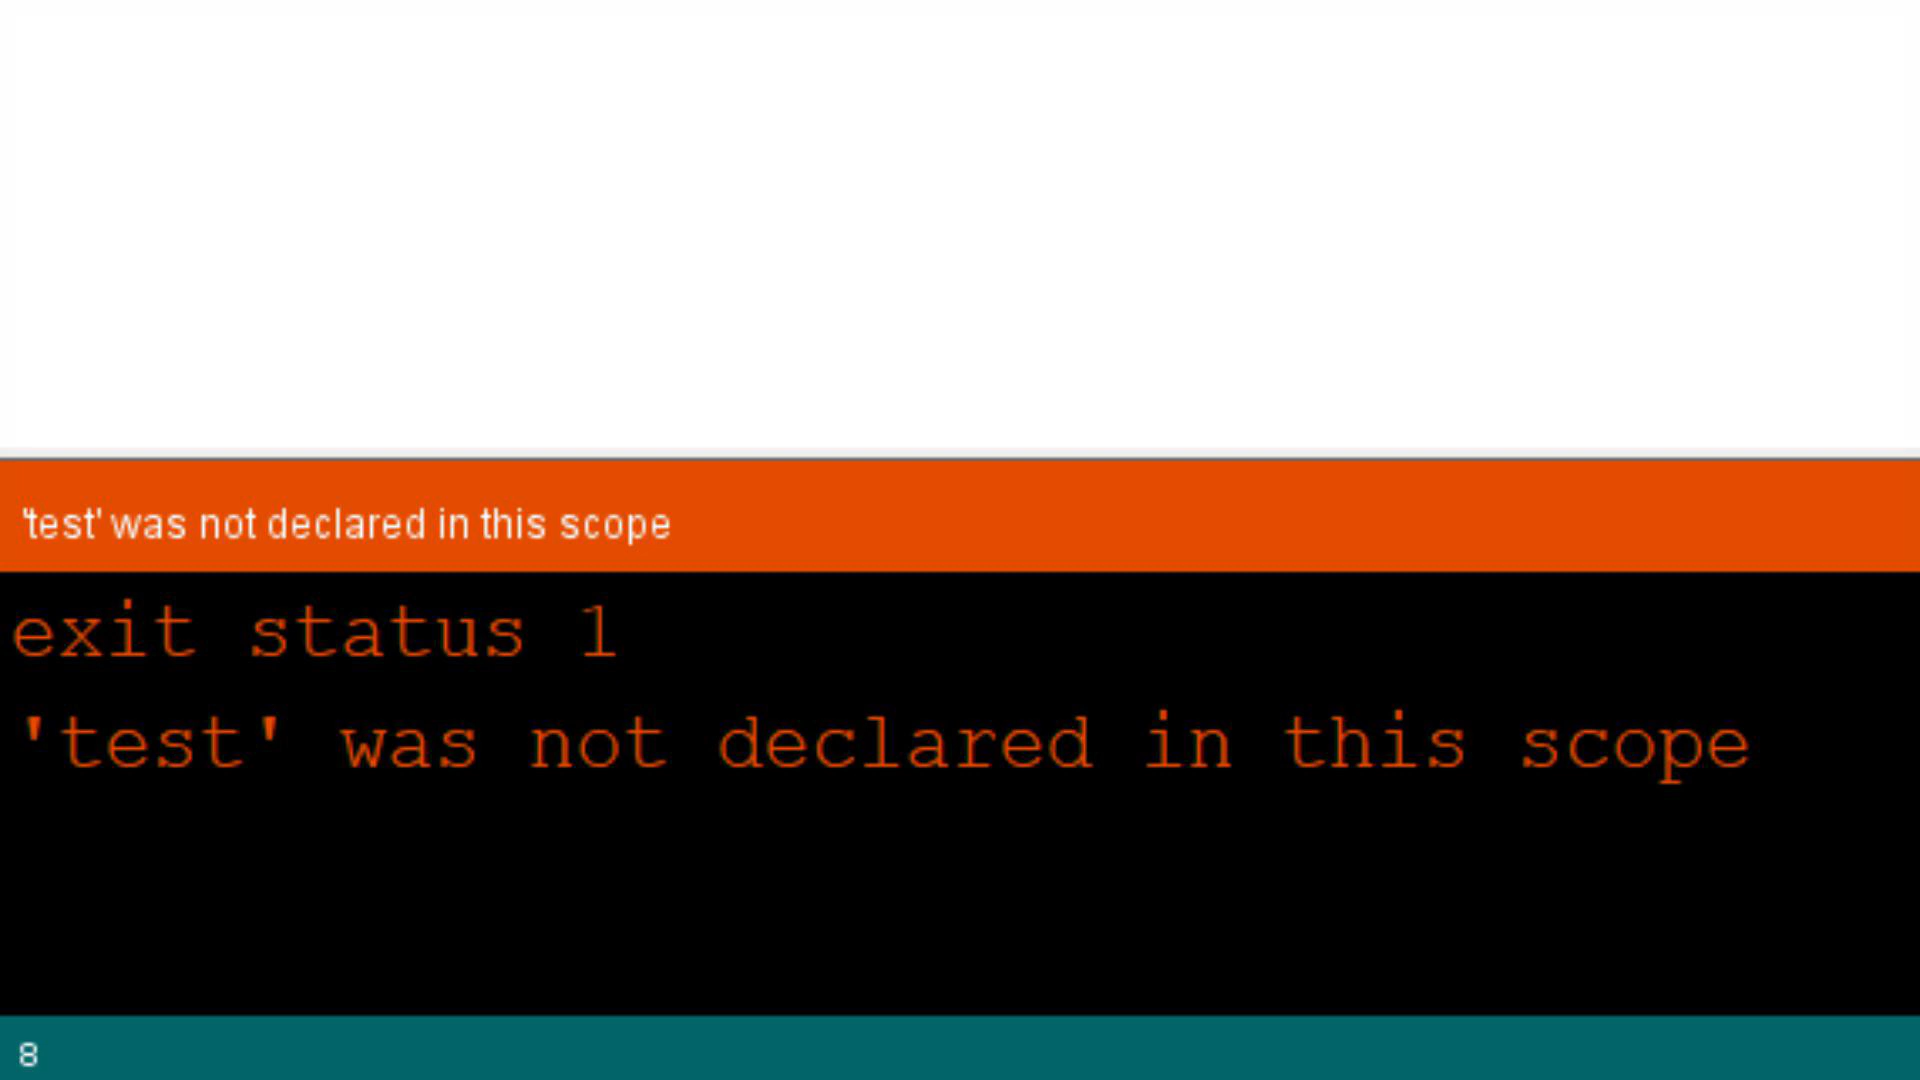 'test' was not declared in this scope
exit status 1
'test' was not declared in this scope
8